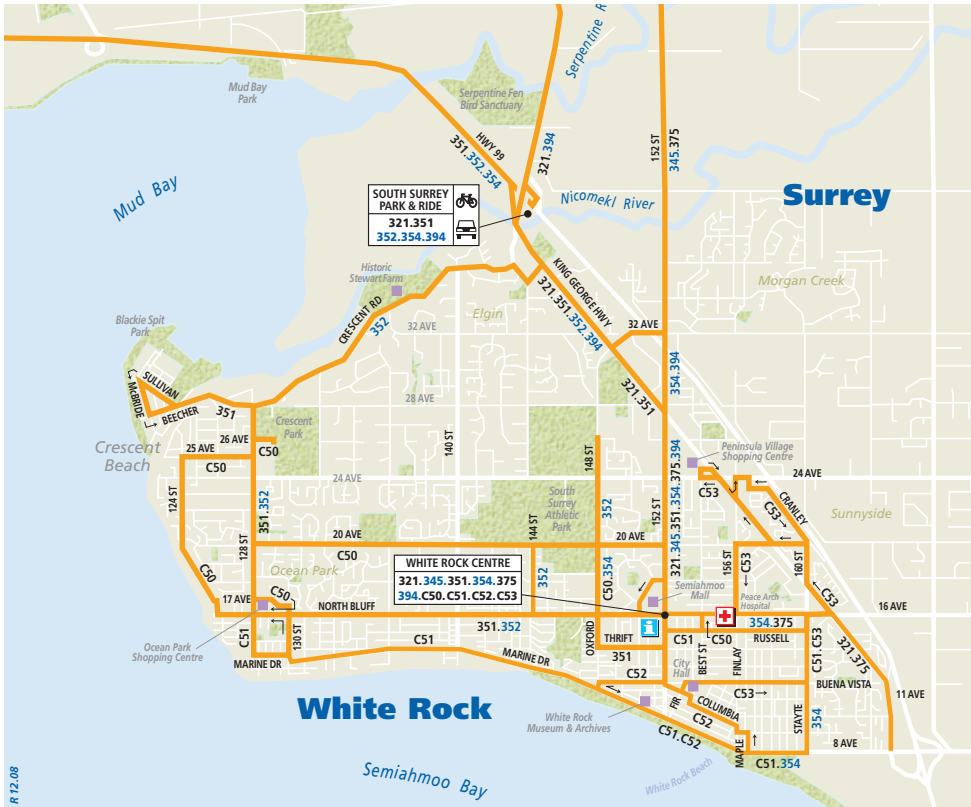 Mud Bay
Park
Serpentine Fen
Bird Sanctuary
Serpentine R
HWY 99
351.352.354
321.394
152 ST
345.375
Mud Bay
SOUTH SURREY
PARK & RIDE
321.351
352.354.394
Nicomekl River
Surrey
Historic
Stewart Farm
KING GEORGE HWY
321.351.352.394
Morgan Creek
Elgin
CRESCENT RD
352
32 AVE
32 AVE
Blackie Spit
Park
354.394
321.351
SULLIVAN
McBRIDE
BEECHER
351
28 AVE
Crescent
Park
Crescent
Beach
26 AVE
25 AVE
C50
C50
140 ST
148 ST
Peninsula Village
Shopping Centre
24 AVE
24 AVE
C53
CRANLEY
C53
124 ST
351.352
128 ST
South
Surrey
Athletic
Park
352
152 ST
321.345.351.354.375.394
Sunnyside
144 ST
20 AVE
20 AVE
C50
WHITE ROCK CENTRE
321.345.351.354.375
394.C50.C51.C52.C53
352
C50.354
156 ST
C53
160 ST
C53
Ocean Park
C50
C50
Semiahmoo
Mall
Peace Arch
Hospital
17 AVE
NORTH BLUFF
16 AVE
351.352
354.375
C51
130 ST
Ocean Park
Shopping Centre
MARINE DR
C51
MARINE DR
OXFORD
THRIFT
351
i
C51
C50
RUSSELL
BEST ST
FINLAY
C51.C53
321.375
City
Hall
C52
C53
BUENA VISTA
11 AVE
FIR
COLUMBIA
C52
STAYTE
354
White Rock
White Rock
Museum & Archives
C51.C52
MAPLE
8 AVE
C51.354
Semiahmoo Bay
White Rock Beach
R 12.08